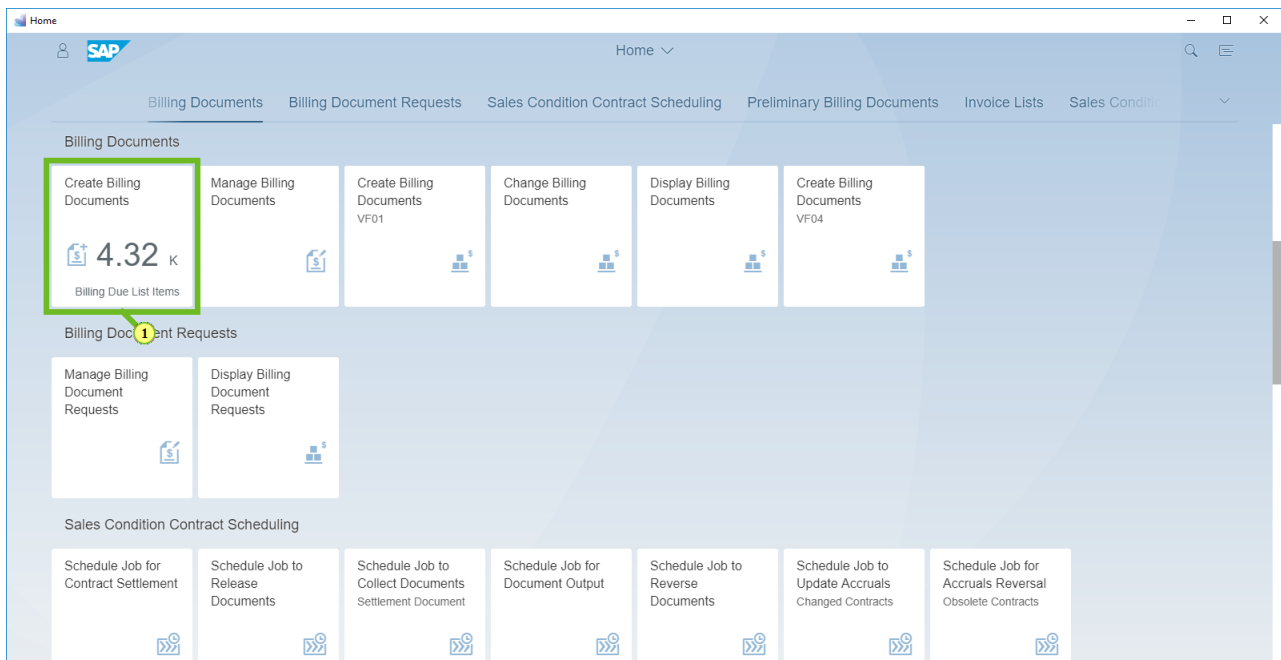 Home
SAP
Home
Billing Documents Billing Document Requests Sales Condition Contract Scheduling Preliminary Billing Documents Invoice Lists Sales
Billing Documents
Create Billing
Documents
4.32 K
Billing Due List Items
Manage Billing
Documents
Create Billing
Documents
VF01
Change Billing
Documents
Display Billing
Documents
Create Billing
Documents
VF04
1
Billing Requests
Manage Billing
Document
Requests
Display Billing
Document
Requests
Sales Condition Contract Scheduling
Schedule Job for
Contract Settlement
Schedule Job to
Release
Documents
Schedule Job to
Collect Documents
Settlement Document
Schedule Job for
Document Output
Schedule Job to
Reverse
Documents
Schedule Job to
Update Accruals
Changed Contracts
Schedule Job for
Accruals Reversal
Obsolete Contracts